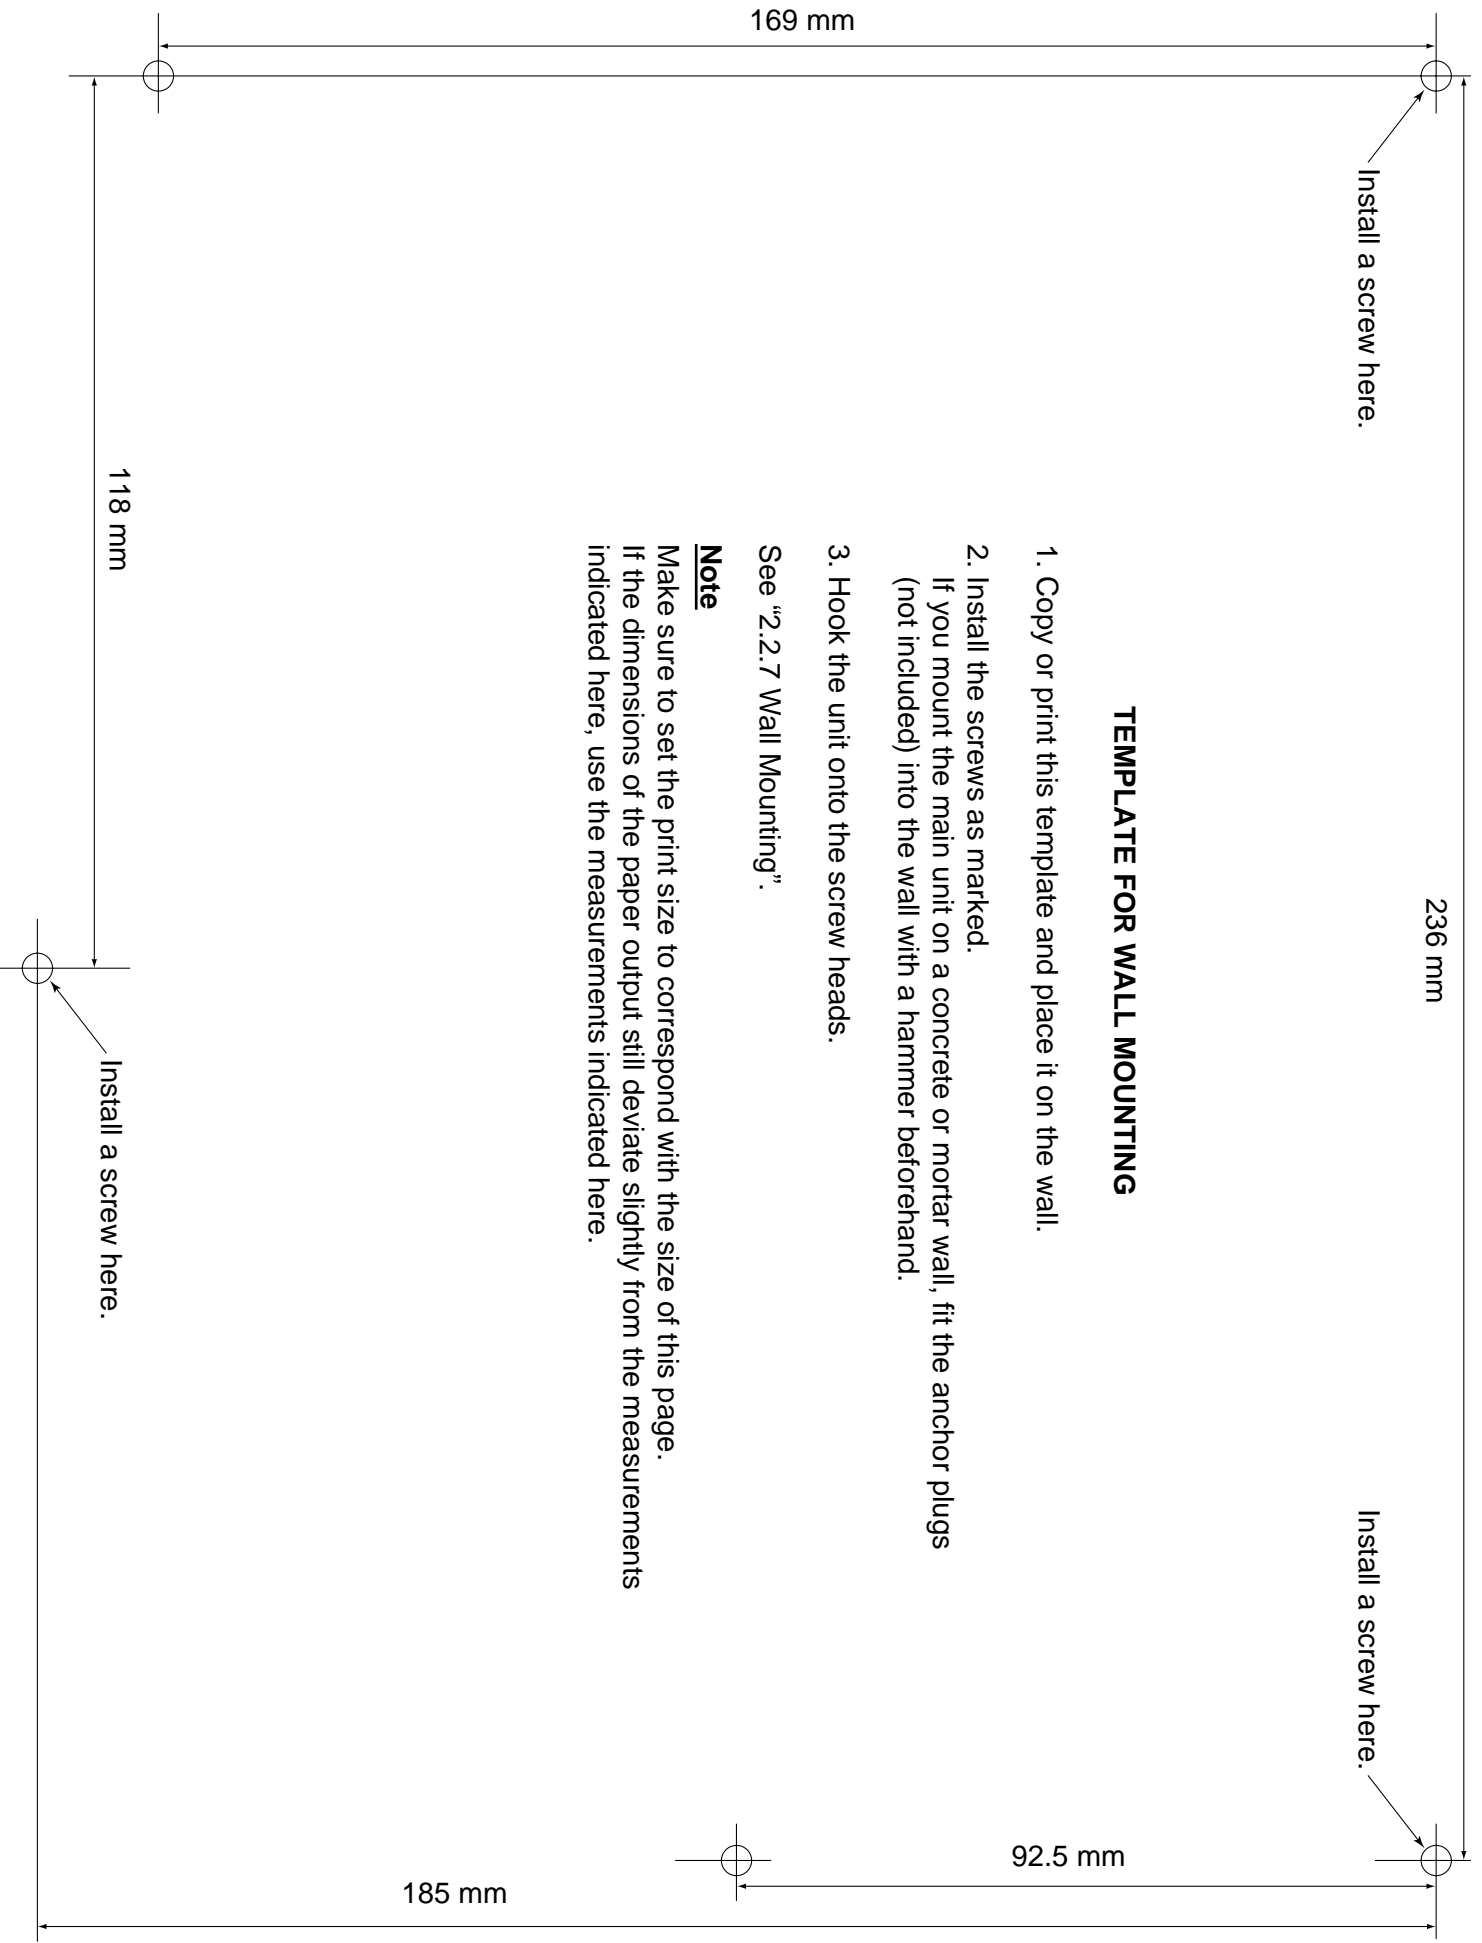 236 mm
169 mm
Install a screw here.
Install a screw here.
TEMPLATE FOR WALL MOUNTING
1. Copy or print this template and place it on the wall.
2. Install the screws as marked.
If you mount the main unit on a concrete or mortar wall, fit the anchor plugs
(not included) into the wall with a hammer beforehand.
3. Hook the unit onto the screw heads.
See “2.2.7 Wall Mounting”.
Note
Make sure to set the print size to correspond with the size of this page.
If the dimensions of the paper output still deviate slightly from the measurements
indicated here, use the measurements indicated here.
92.5 mm
185 mm
118 mm
Install a screw here.